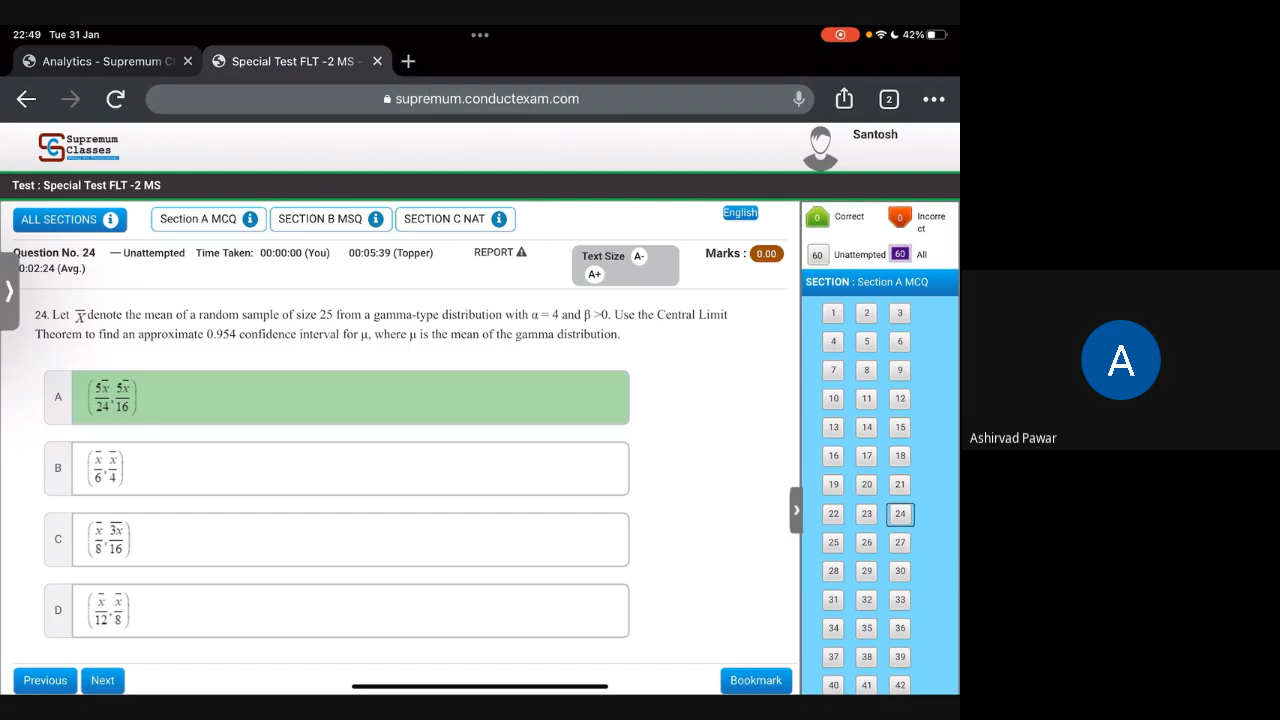 22:49 Tue 31 Jan
42%
Analytics - Supremum Cl
Special Test FLT -2 MS -
supremum.conductexam.com
2
Supremum
Classes
Santosh
Test : Special Test FLT -2 MS
ALL SECTIONS
Section A MCQ
SECTION B MSQ
SECTION C NAT
English
Question No. 24 — Unattempted Time Taken: 00:00:00 (You) 00:05:39 (Topper) REPORT
0:02:24 (Avg.)
Text Size A-
A+
Marks : 0.00
24. Let x̅ denote the mean of a random sample of size 25 from a gamma-type distribution with α = 4 and β >0. Use the Central Limit
Theorem to find an approximate 0.954 confidence interval for μ, where μ is the mean of the gamma distribution.
A (5x̅/24, 5x̅/16)
B (x̅/6, x̅/4)
C (x̅/8, 3x̅/16)
D (x̅/12, x̅/8)
Previous Next Bookmark
0 Correct 0 Incorre
ct
60 Unattempted 60 All
SECTION : Section A MCQ
1 2 3
4 5 6
7 8 9
10 11 12
13 14 15
16 17 18
19 20 21
22 23 24
25 26 27
28 29 30
31 32 33
34 35 36
37 38 39
40 41 42
A
Ashirvad Pawar